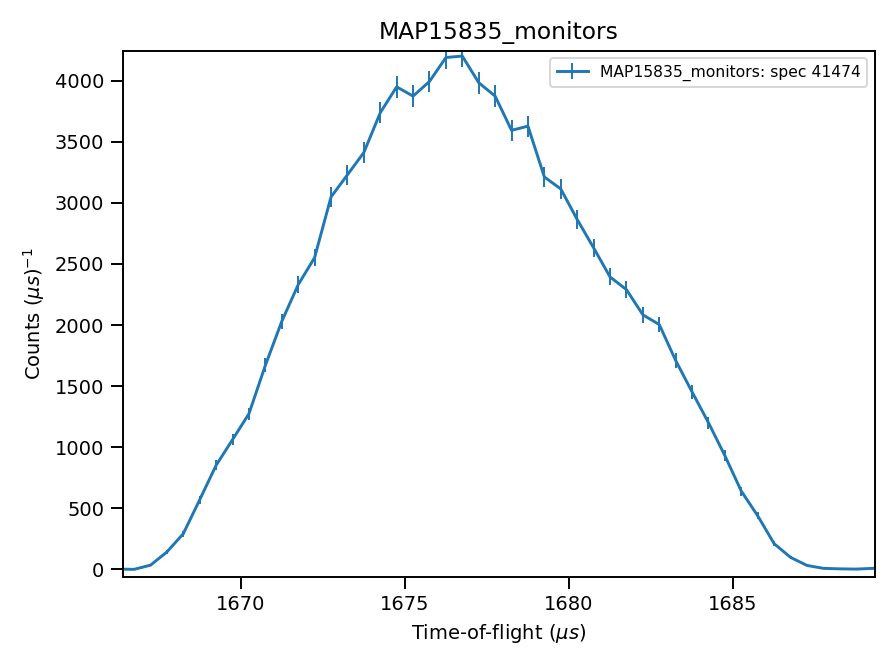 MAP15835_monitors
MAP15835_monitors: spec 41474
4000
3500
3000
2500
2000
1500
1000
500
0
Counts (μs)⁻¹
1670 1675 1680 1685
Time-of-flight (μs)